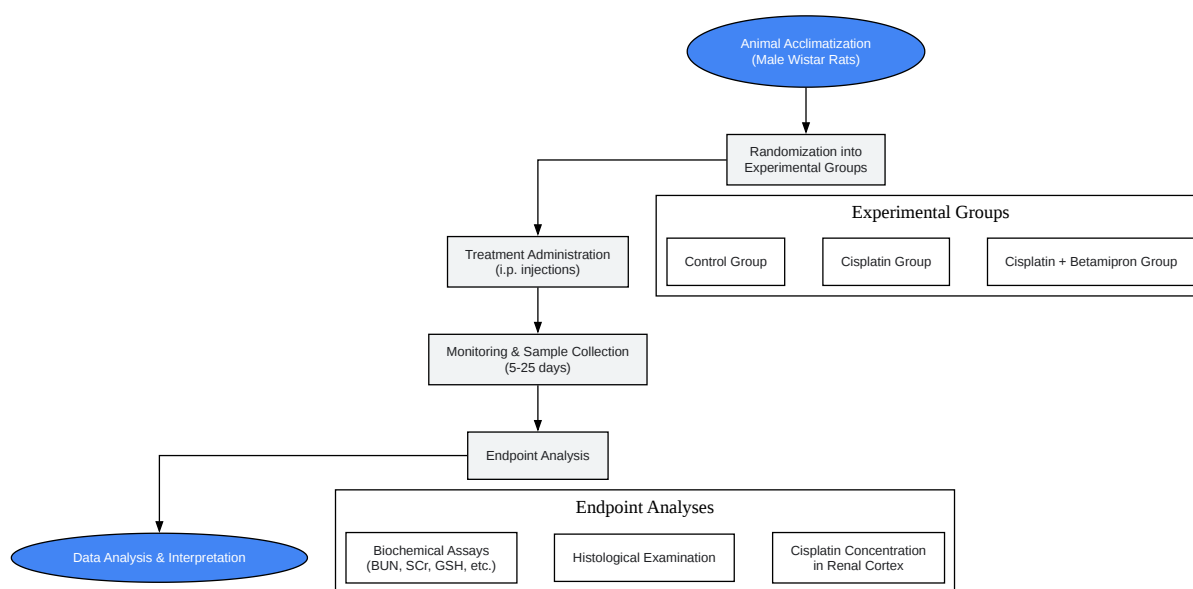 Animal Acclimatization
(Male Wistar Rats)
Randomization into
Experimental Groups
Experimental Groups
Control Group
Cisplatin Group
Cisplatin + Betamipron Group
Treatment Administration
(i.p. injections)
Monitoring & Sample Collection
(5-25 days)
Endpoint Analysis
Endpoint Analyses
Biochemical Assays
(BUN, SCr, GSH, etc.)
Histological Examination
Cisplatin Concentration
in Renal Cortex
Data Analysis & Interpretation